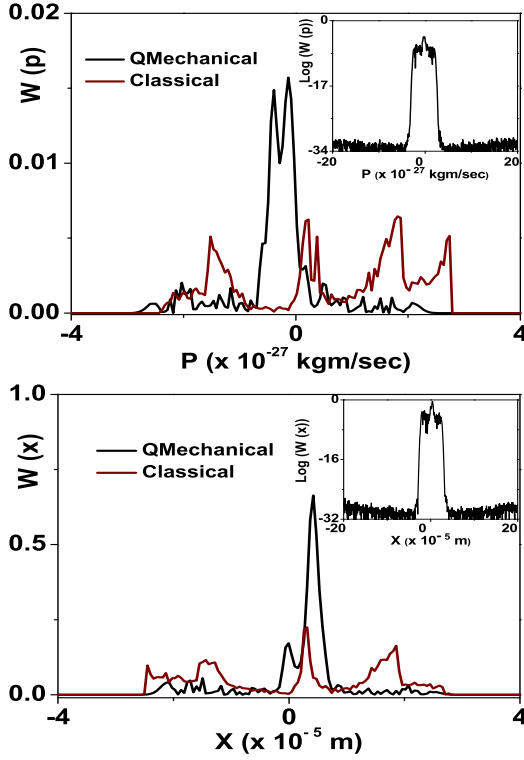 0.02
QMechanical
Classical
W (p)
0.01
0.00
-4
0
4
P (x 10⁻²⁷ kgm/sec)
0
Log (W (p))
-17
-34
-20
0
20
P (x 10⁻²⁷ kgm/sec)
1.0
QMechanical
Classical
W (x)
0.5
0.0
-4
0
4
X (x 10⁻⁵ m)
0
Log (W (x))
-16
-32
-20
0
20
X (x 10⁻⁵ m)